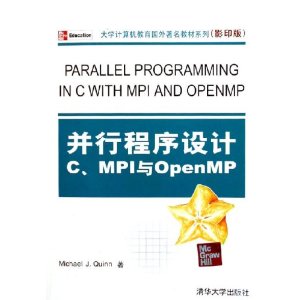 Education 大学计算机教育国外著名教材系列(影印版)
PARALLEL PROGRAMMING
IN C WITH MPI AND OPENMP
并行程序设计
C、MPI与OpenMP
Michael J. Quinn 著
Mc
Graw
Hill
清华大学出版社